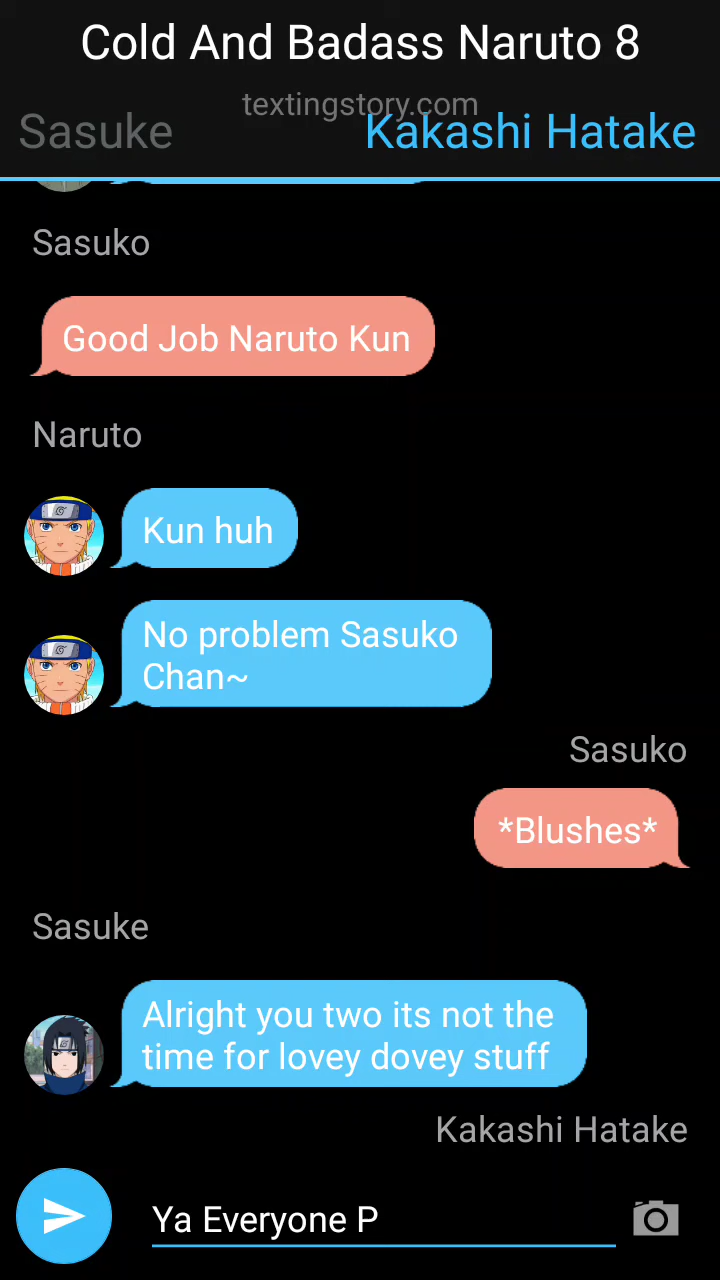 Cold And Badass Naruto 8
textingstory.com
Sasuke
Kakashi Hatake
Sasuko
Good Job Naruto Kun
Naruto
Kun huh
No problem Sasuko
Chan~
Sasuko
*Blushes*
Sasuke
Alright you two its not the
time for lovey dovey stuff
Kakashi Hatake
Ya Everyone P